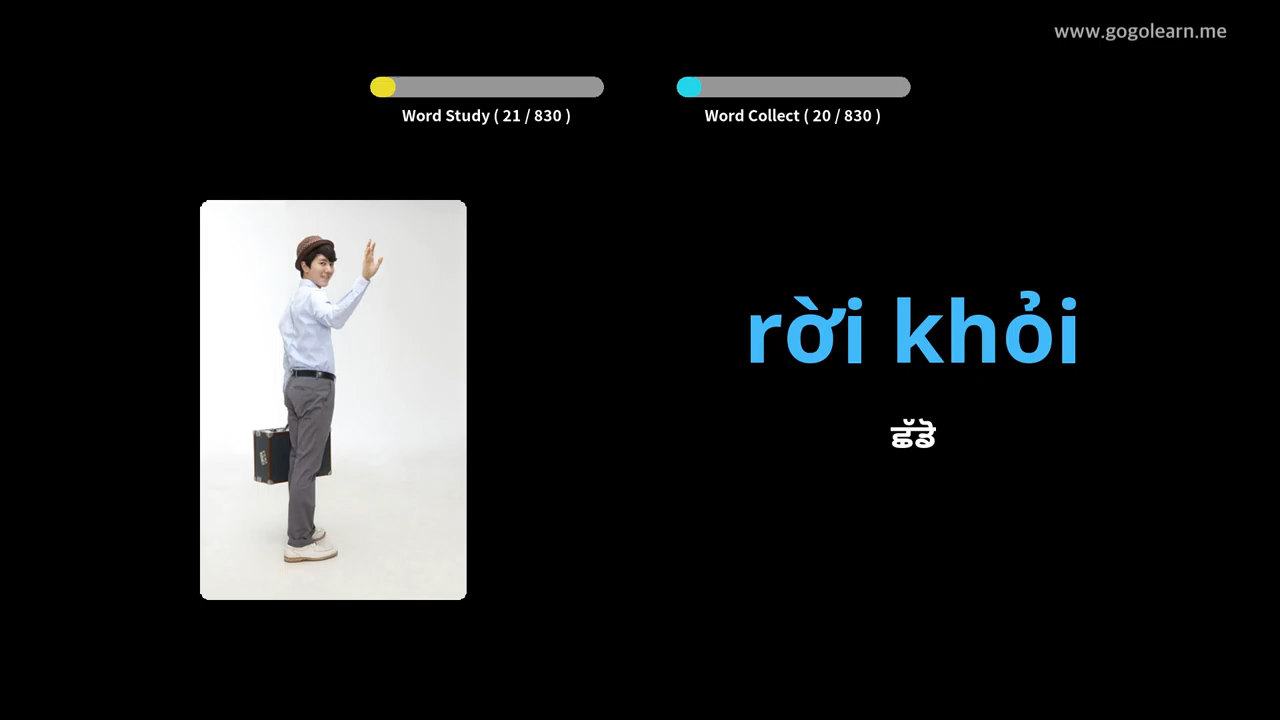 www.gogolearn.me
Word Study ( 21 / 830 )
Word Collect ( 20 / 830 )
rời khỏi
ਛੱਡੋ